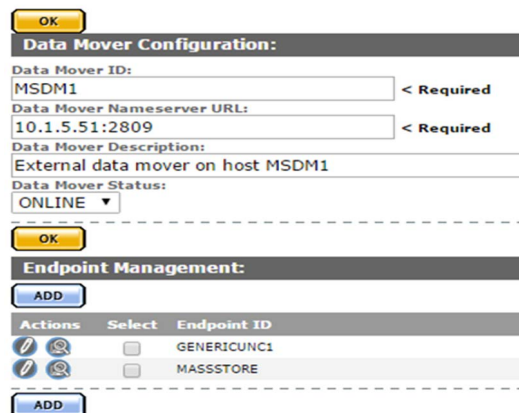 OK
Data Mover Configuration:
Data Mover ID:
MSDM1 < Required
Data Mover Nameserver URL:
10.1.5.51:2809 < Required
Data Mover Description:
External data mover on host MSDM1
Data Mover Status:
ONLINE ▼
OK
Endpoint Management:
ADD
Actions Select Endpoint ID
GENERICUNC1
MASSSTORE
ADD